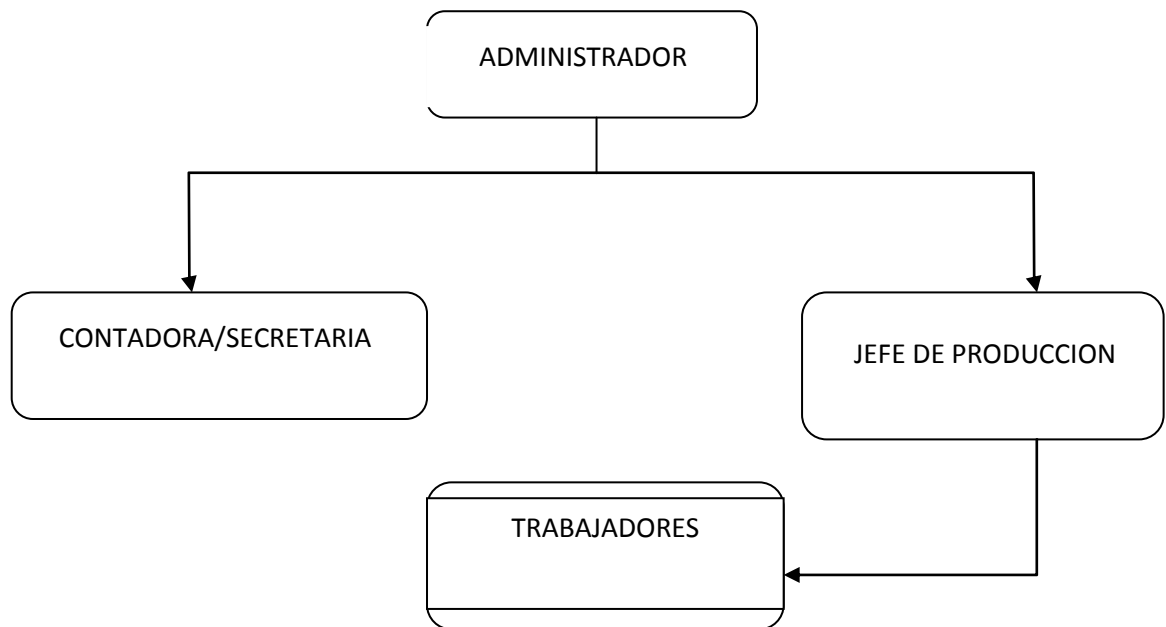 ADMINISTRADOR
CONTADORA/SECRETARIA
JEFE DE PRODUCCION
TRABAJADORES